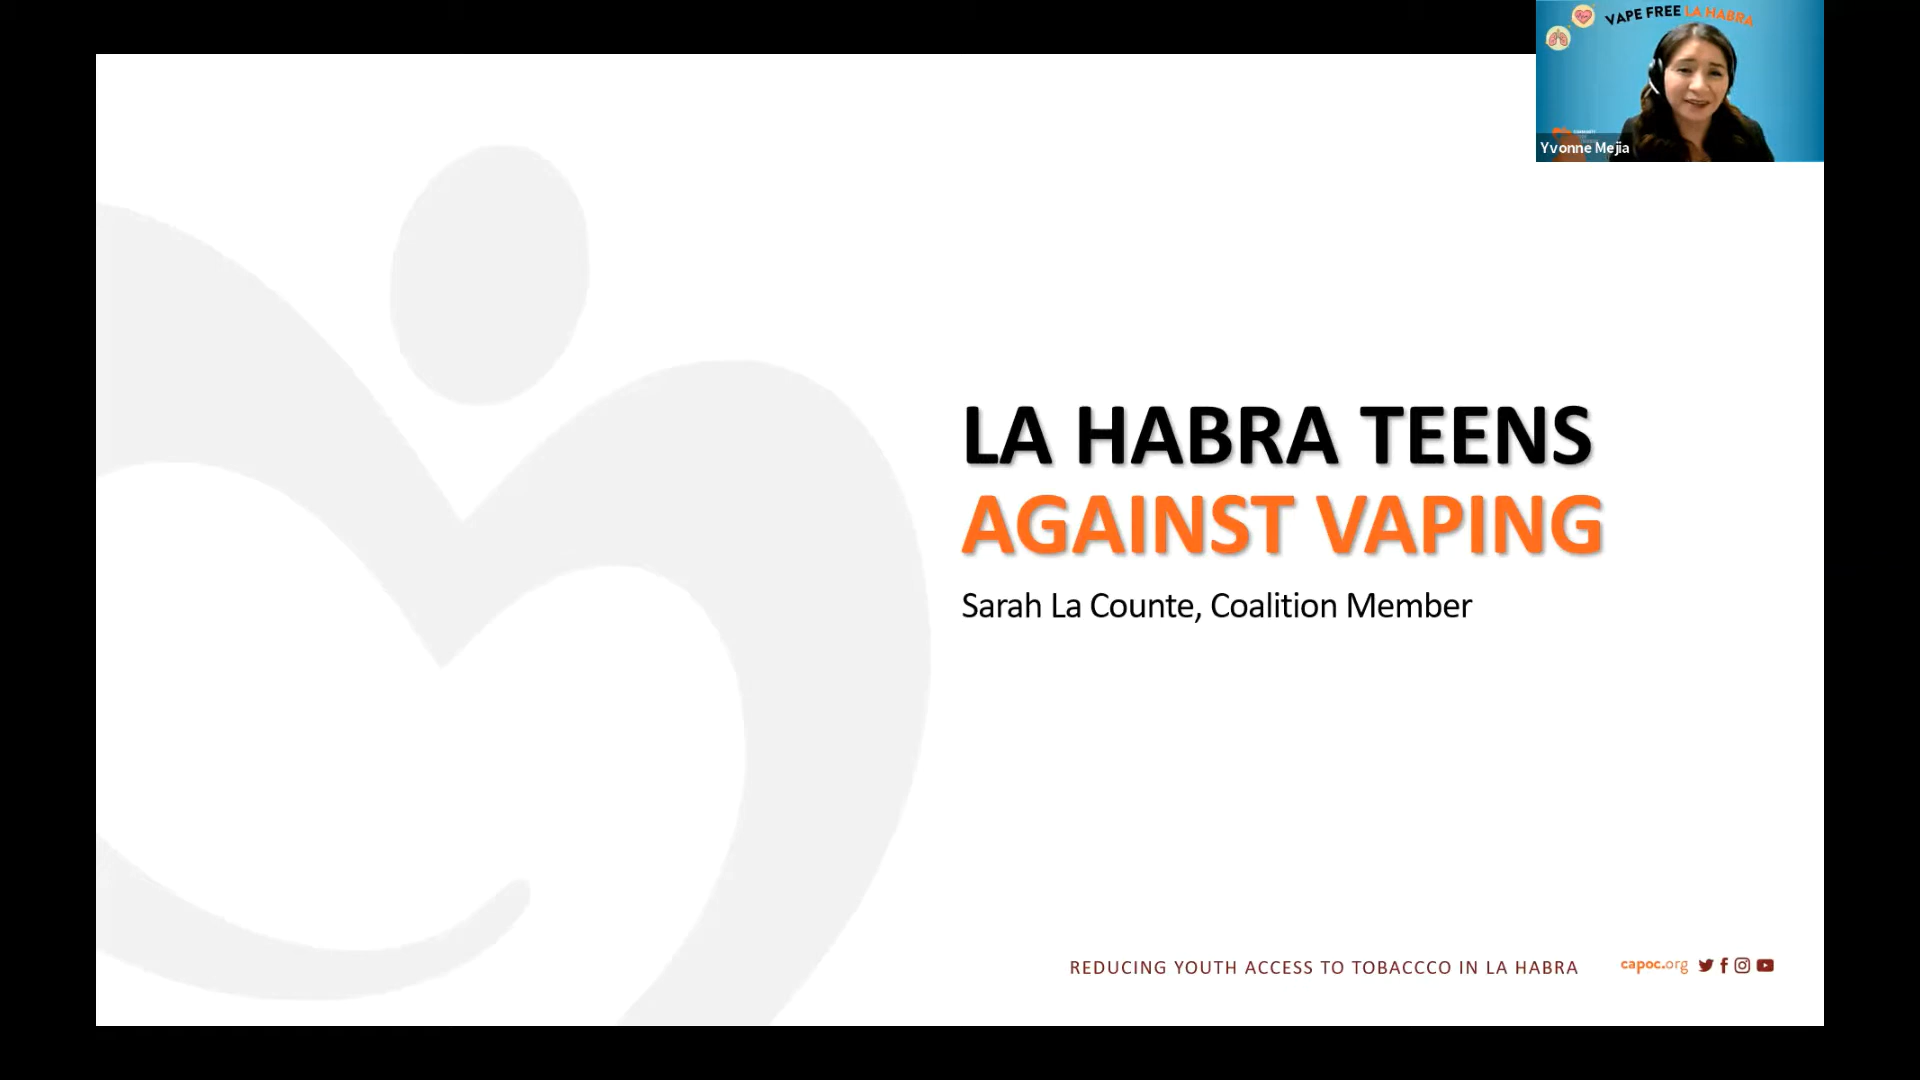 VAPE FREE LA HABRA
Yvonne Mejia
LA HABRA TEENS
AGAINST VAPING
Sarah La Counte, Coalition Member
REDUCING YOUTH ACCESS TO TOBACCCO IN LA HABRA
capoc.org